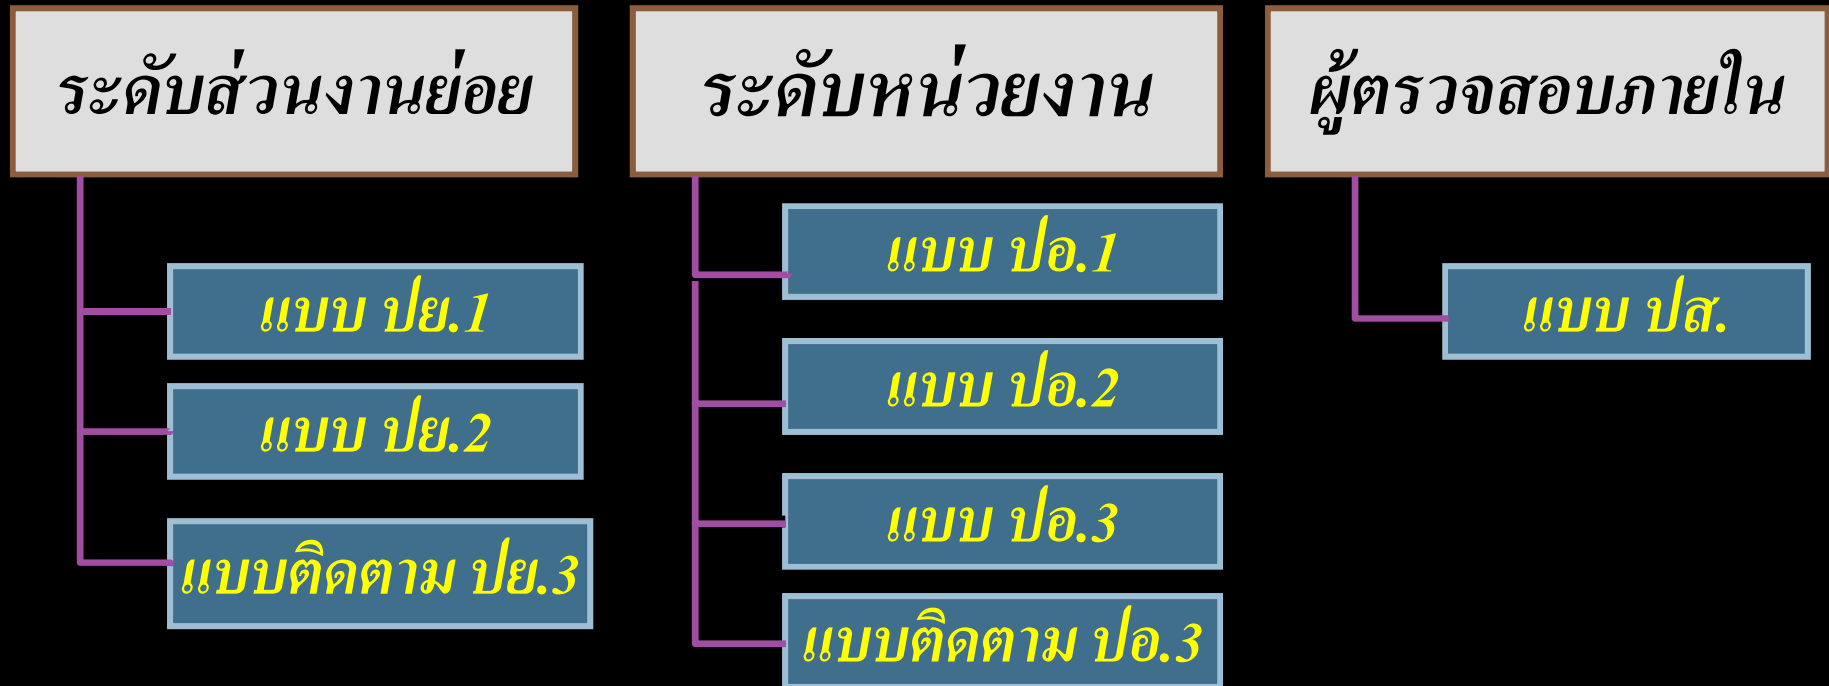 ระดับส่วนงานย่อย
แบบ ปย.1
แบบ ปย.2
แบบติดตาม ปย.3
ระดับหน่วยงาน
แบบ ปอ.1
แบบ ปอ.2
แบบ ปอ.3
แบบติดตาม ปอ.3
ผู้ตรวจสอบภายใน
แบบ ปส.